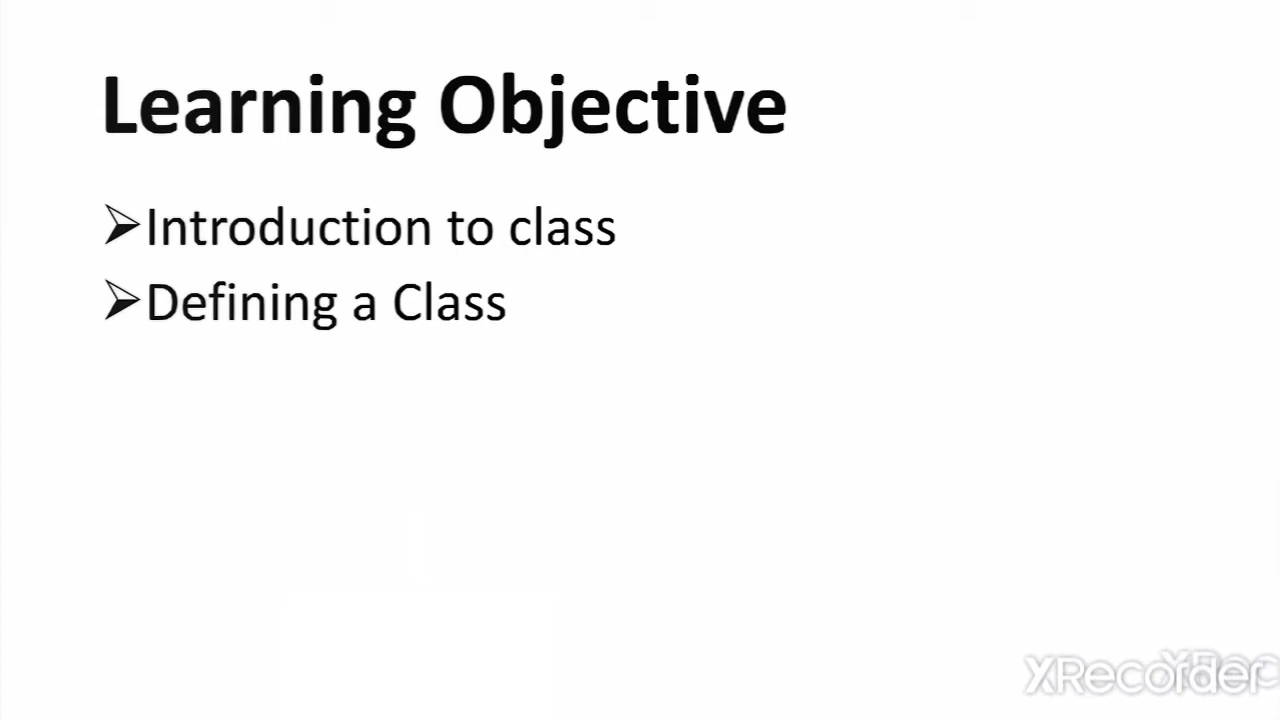 Learning Objective
➢Introduction to class
➢Defining a Class
XRecorder